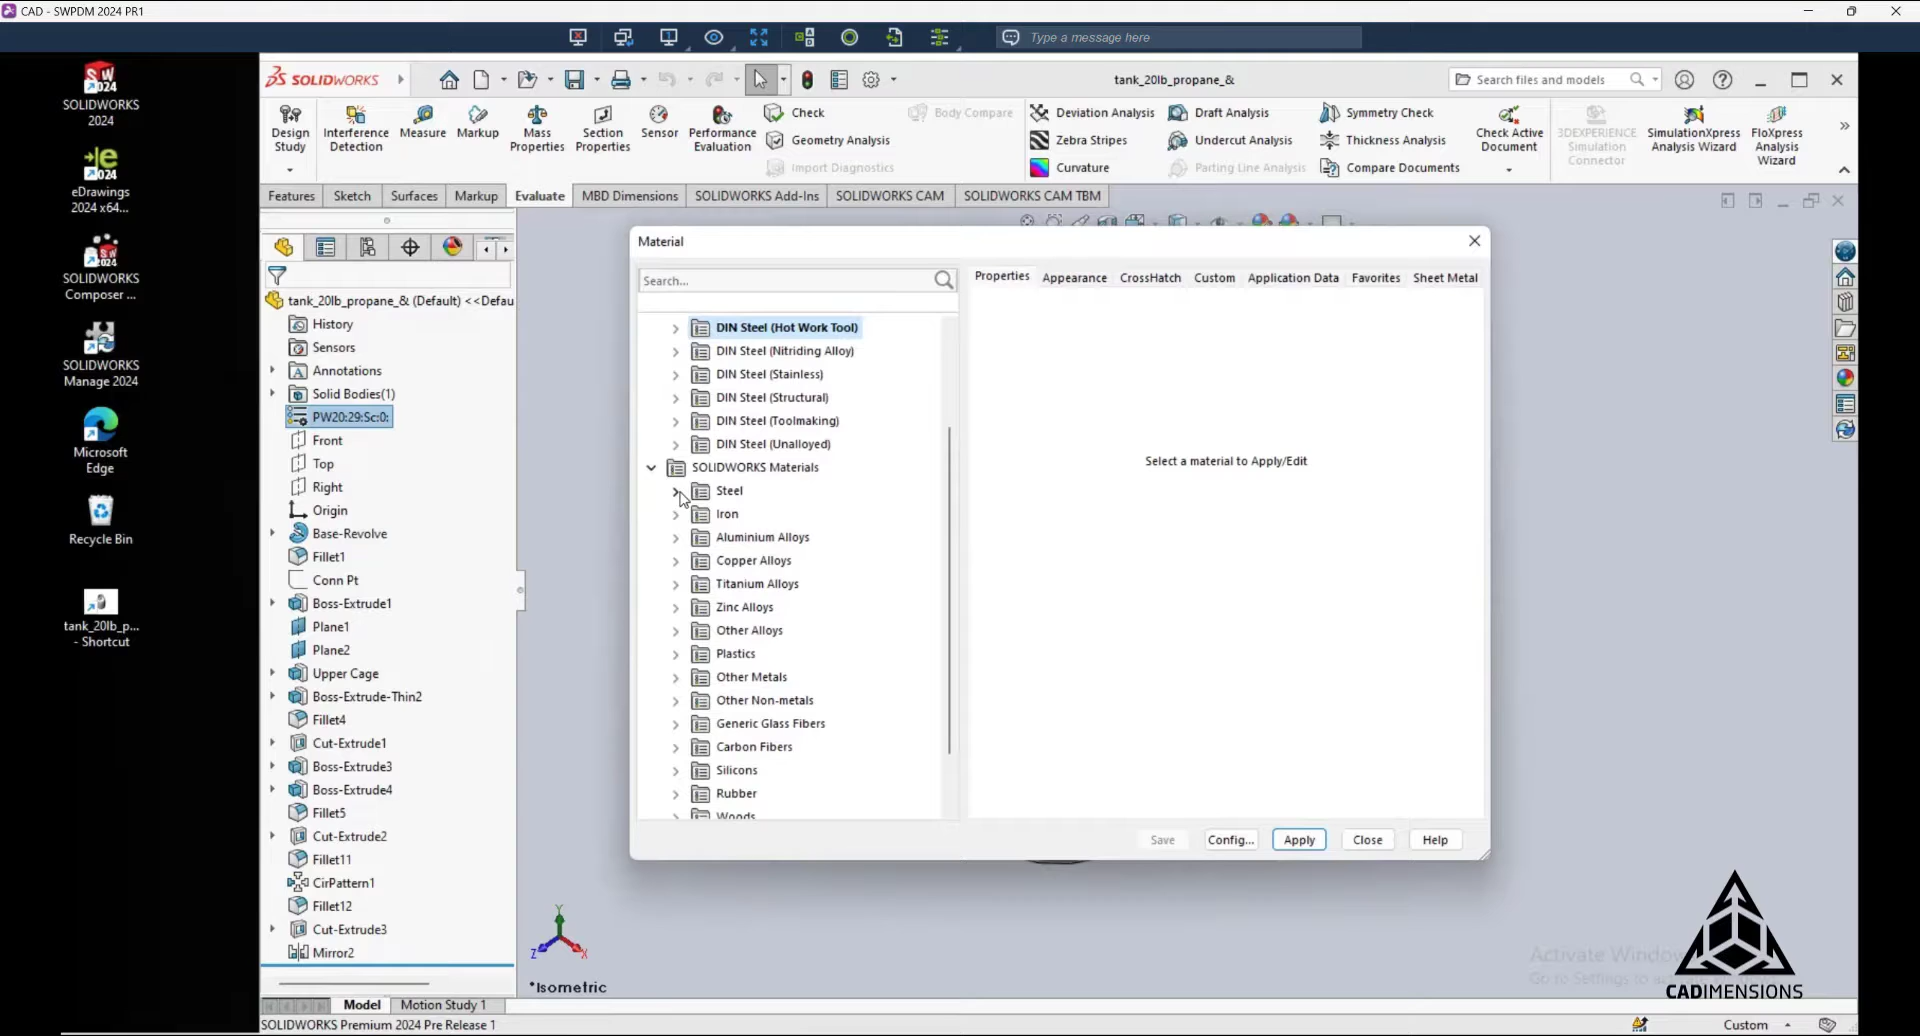 CAD - SWPDM 2024 PR1
Type a message here
SOLIDWORKS
tank_20lb_propane_&
Search files and models
Design Study
Interference Detection
Measure
Markup
Mass Properties
Section Properties
Sensor
Performance Evaluation
Check
Geometry Analysis
Import Diagnostics
Body Compare
Deviation Analysis
Zebra Stripes
Curvature
Draft Analysis
Undercut Analysis
Parting Line Analysis
Symmetry Check
Thickness Analysis
Compare Documents
Check Active Document
3DEXPERIENCE Simulation Connector
SimulationXpress Analysis Wizard
FloXpress Analysis Wizard
Features
Sketch
Surfaces
Markup
Evaluate
MBD Dimensions
SOLIDWORKS Add-Ins
SOLIDWORKS CAM
SOLIDWORKS CAM TBM
SOLIDWORKS 2024
eDrawings 2024 x64...
SOLIDWORKS Composer ...
SOLIDWORKS Manage 2024
Microsoft Edge
Recycle Bin
tank_20lb_p... - Shortcut
tank_20lb_propane_& (Default) <<Defau
History
Sensors
Annotations
Solid Bodies(1)
PW20:29:Sc:0:
Front
Top
Right
Origin
Base-Revolve
Fillet1
Conn Pt
Boss-Extrude1
Plane1
Plane2
Upper Cage
Boss-Extrude-Thin2
Fillet4
Cut-Extrude1
Boss-Extrude3
Boss-Extrude4
Fillet5
Cut-Extrude2
Fillet11
CirPattern1
Fillet12
Cut-Extrude3
Mirror2
Material
Search...
DIN Steel (Hot Work Tool)
DIN Steel (Nitriding Alloy)
DIN Steel (Stainless)
DIN Steel (Structural)
DIN Steel (Toolmaking)
DIN Steel (Unalloyed)
SOLIDWORKS Materials
Steel
Iron
Aluminium Alloys
Copper Alloys
Titanium Alloys
Zinc Alloys
Other Alloys
Plastics
Other Metals
Other Non-metals
Generic Glass Fibers
Carbon Fibers
Silicons
Rubber
Woods
Properties
Appearance
CrossHatch
Custom
Application Data
Favorites
Sheet Metal
Select a material to Apply/Edit
Save
Config...
Apply
Close
Help
Y
Z
X
*Isometric
Activate Window
Go to Settings to a
CADIMENSIONS
Model
Motion Study 1
SOLIDWORKS Premium 2024 Pre Release 1
Custom